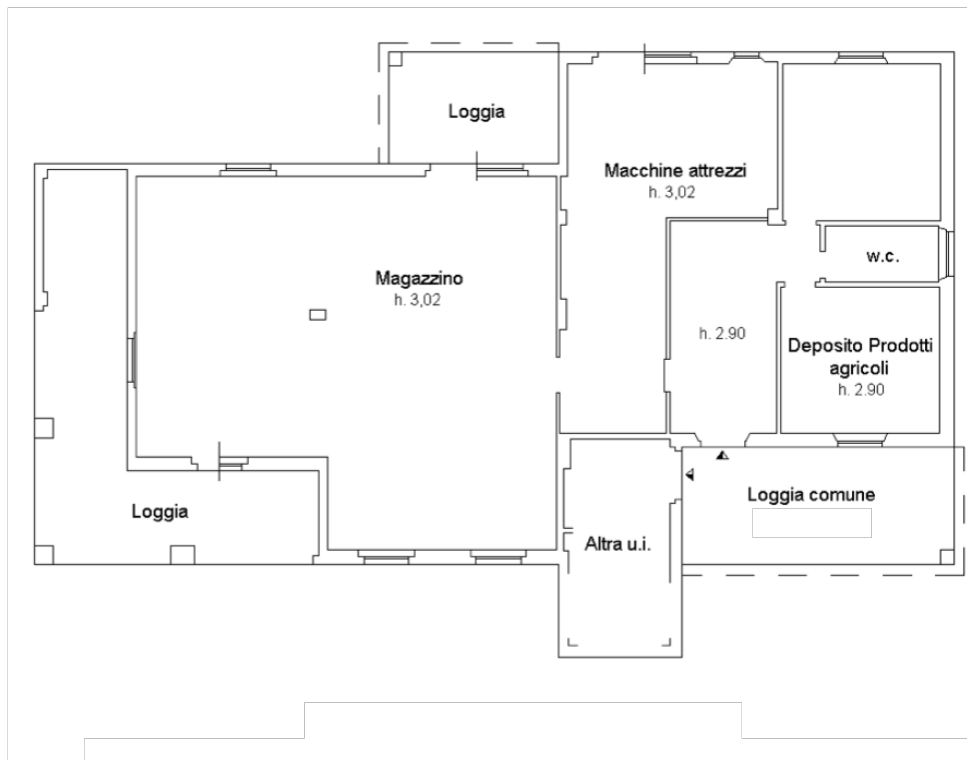 Loggia
Macchine attrezzi
h. 3,02
w.c.
Magazzino
h. 3,02
h. 2.90
Deposito Prodotti
agricoli
h. 2.90
Loggia comune
Loggia
Altra u.i.